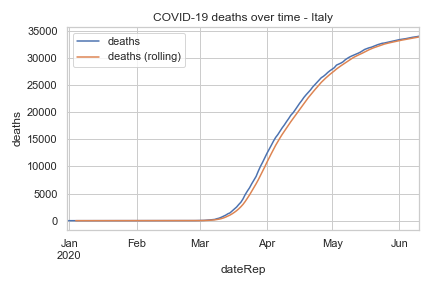 COVID-19 deaths over time - Italy
deaths
deaths (rolling)
35000
30000
25000
20000
15000
10000
5000
0
deaths
Jan Feb Mar Apr May Jun
2020
dateRep